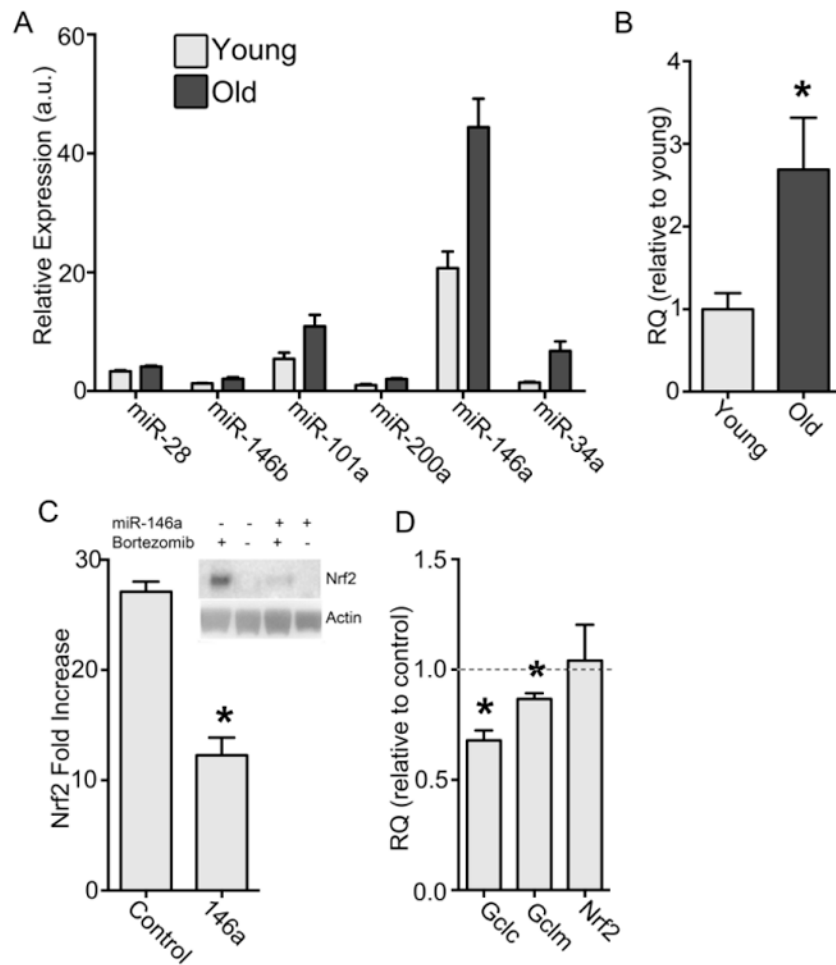 A
Relative Expression (a.u.)
60
40
20
0
Young
Old
miR-28
miR-146b
miR-101a
miR-200a
miR-146a
miR-34a
B
RQ (relative to young)
4
3
2
1
0
*
Young
Old
C
miR-146a - - + +
Bortezomib + - + -
Nrf2
Actin
Nrf2 Fold Increase
30
20
10
0
*
Control
146a
D
RQ (relative to control)
1.5
1.0
0.5
0.0
*
*
Gclc
Gclm
Nrf2